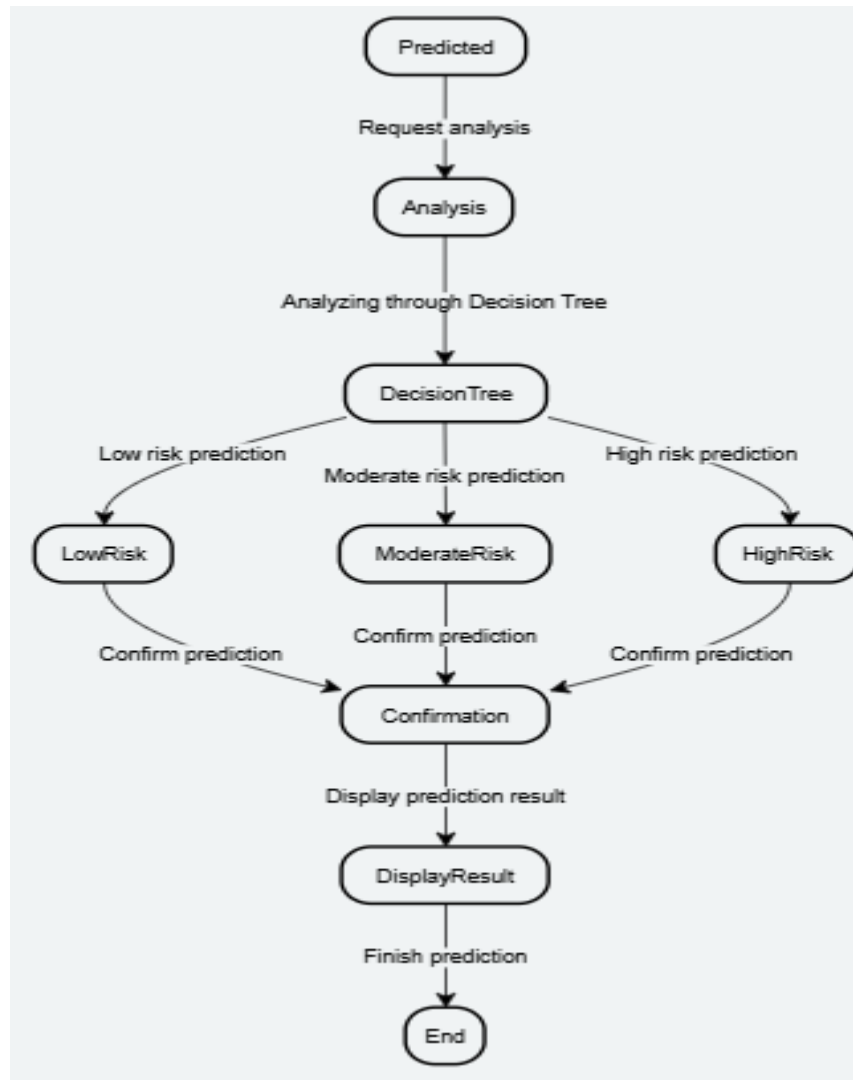 Predicted
Request analysis
Analysis
Analyzing through Decision Tree
DecisionTree
Low risk prediction
Moderate risk prediction
High risk prediction
LowRisk
ModerateRisk
HighRisk
Confirm prediction
Confirm prediction
Confirm prediction
Confirmation
Display prediction result
DisplayResult
Finish prediction
End